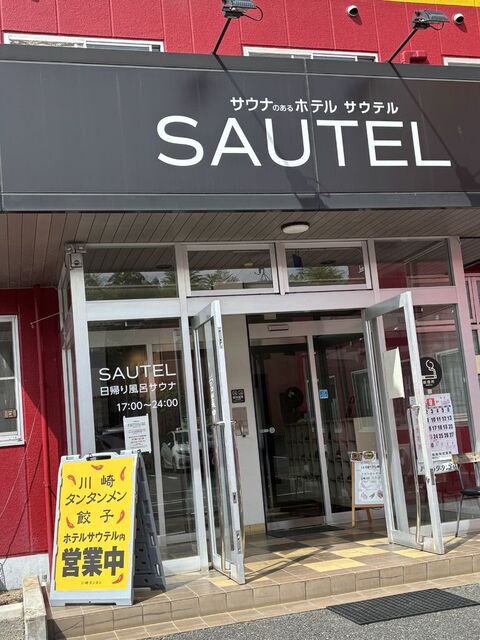 サウナのあるホテル サウテル
SAUTEL
SAUTEL
日帰り風呂サウナ
17:00~24:00
川崎
タンタンメン
餃子
ホテルサウテル内
営業中